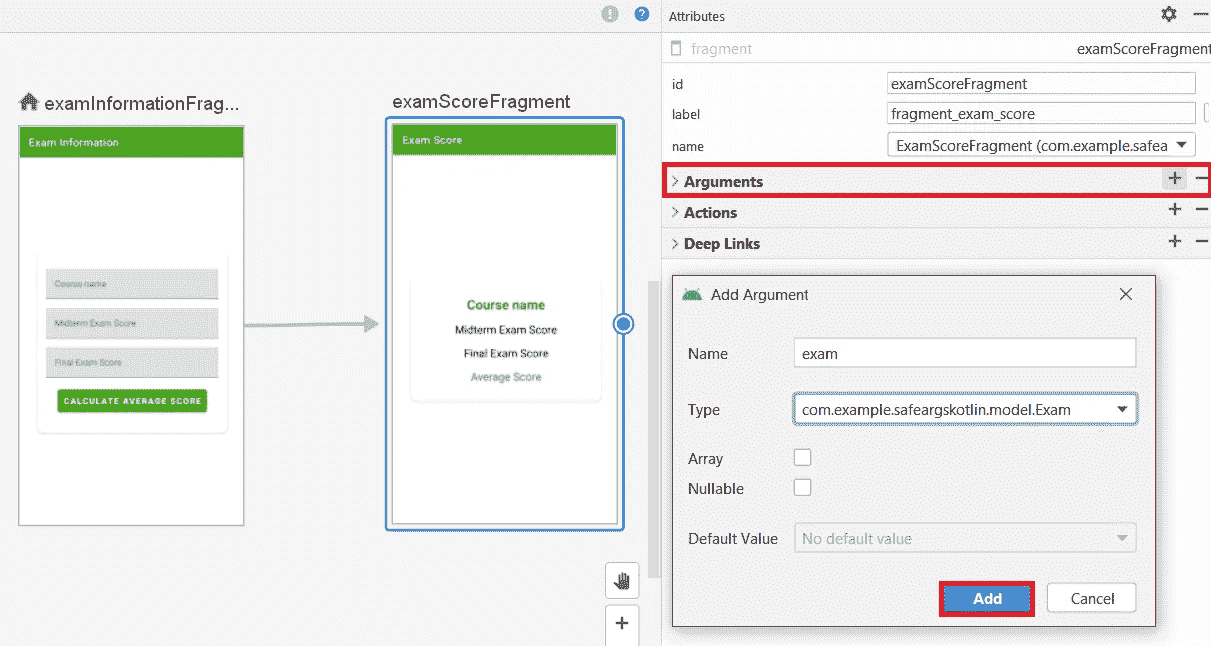 Attributes
fragment
examScoreFragment
id
examScoreFragment
label
fragment_exam_score
name
ExamScoreFragment (com.example.safea
Arguments
Actions
Deep Links
examInformationFrag...
Exam Information
Course name
Midterm Exam Score
Final Exam Score
CALCULATE AVERAGE SCORE
examScoreFragment
Exam Score
Course name
Midterm Exam Score
Final Exam Score
Average Score
Add Argument
Name
exam
Type
com.example.safeargskotlin.model.Exam
Array
Nullable
Default Value
No default value
Add
Cancel